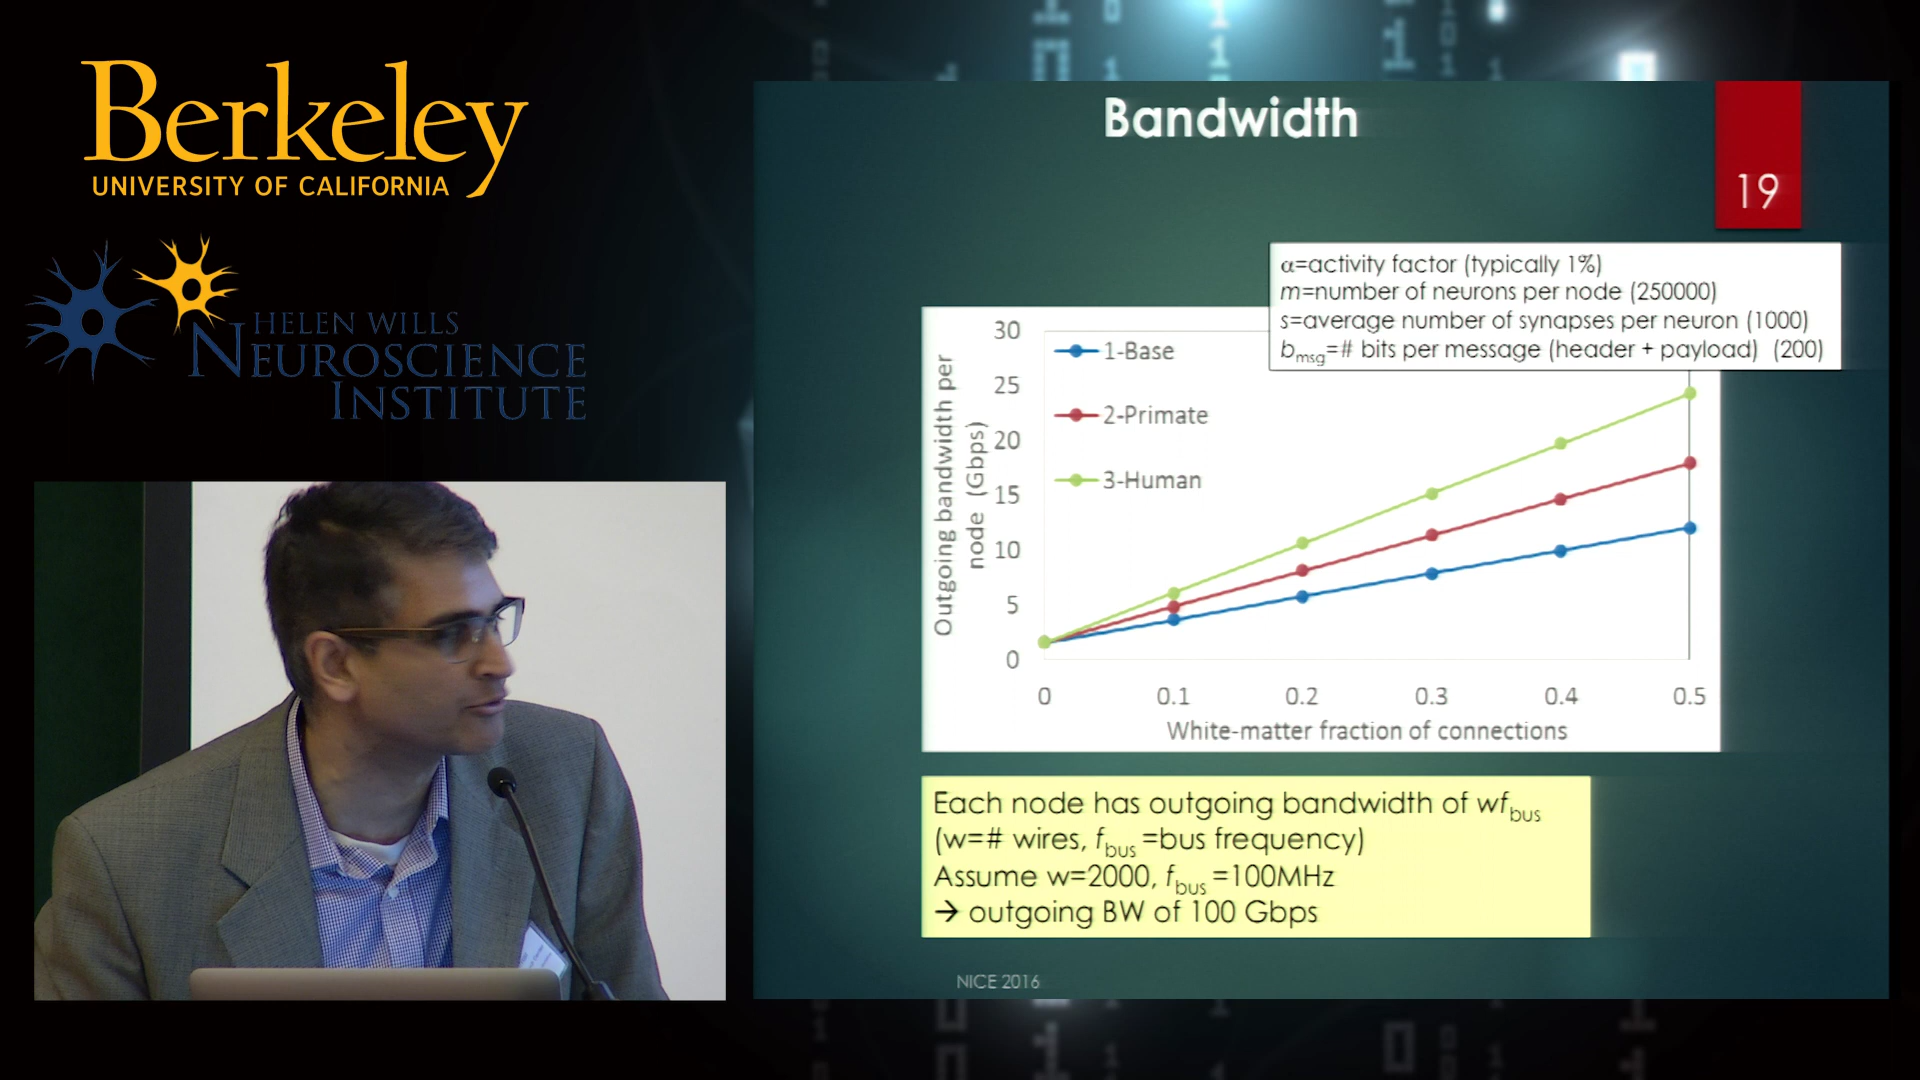 Berkeley
UNIVERSITY OF CALIFORNIA
HELEN WILLS
NEUROSCIENCE
INSTITUTE
Bandwidth
19
α=activity factor (typically 1%)
m=number of neurons per node (250000)
s=average number of synapses per neuron (1000)
bmsg=# bits per message (header + payload) (200)
Outgoing bandwidth per
node (Gbps)
30
25
20
15
10
5
0
1-Base
2-Primate
3-Human
0 0.1 0.2 0.3 0.4 0.5
White-matter fraction of connections
Each node has outgoing bandwidth of wfbus
(w=# wires, fbus =bus frequency)
Assume w=2000, fbus =100MHz
→ outgoing BW of 100 Gbps
NICE 2016